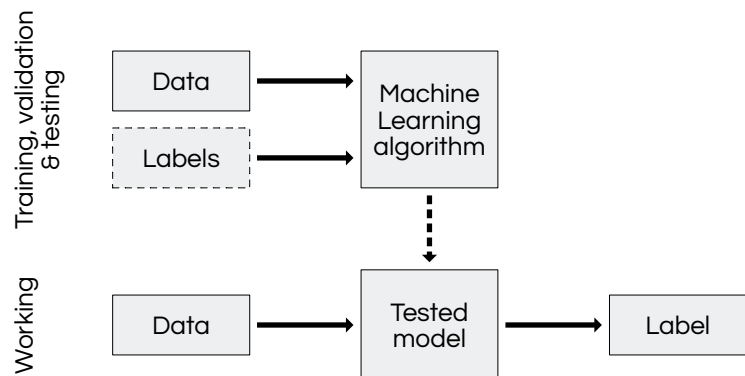 Training, validation
& testing
Data
Labels
Machine
Learning
algorithm
Working
Data
Tested
model
Label